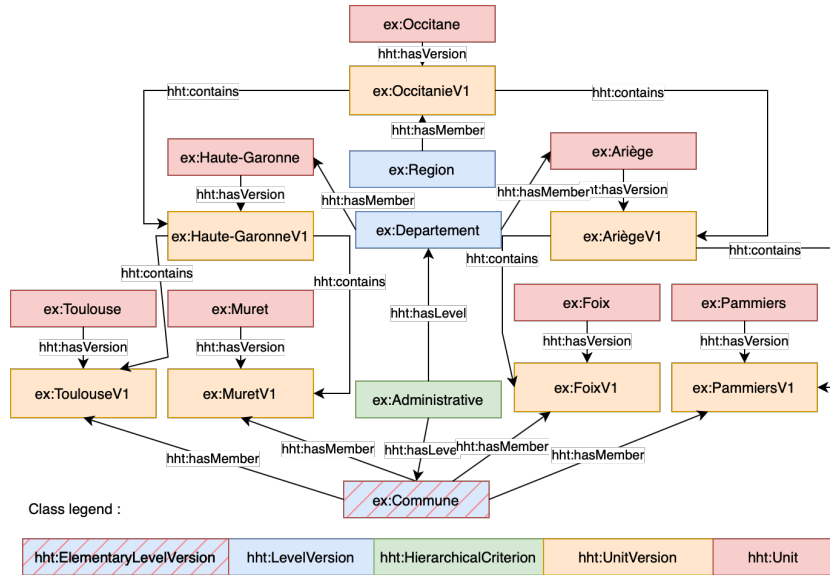 ex:Occitane
hht:hasVersion
ex:OccitanieV1
hht:contains
hht:contains
hht:hasMember
ex:Haute-Garonne
ex:Region
ex:Ariège
hht:hasVersion
hht:hasMember
hht:hasMember
ht:hasVersion
ex:Haute-GaronneV1
ex:Departement
ex:AriègeV1
hht:contains
hht:contains
hht:contains
hht:contains
ex:Toulouse
ex:Muret
hht:hasLevel
ex:Foix
ex:Pammiers
hht:hasVersion
hht:hasVersion
hht:hasVersion
hht:hasVersion
ex:ToulouseV1
ex:MuretV1
ex:Administrative
ex:FoixV1
ex:PammiersV1
hht:hasMember
hht:hasMember
hht:hasLeve
hht:hasMember
hht:hasMember
ex:Commune
Class legend :
hht:ElementaryLevelVersion
hht:LevelVersion
hht:HierarchicalCriterion
hht:UnitVersion
hht:Unit